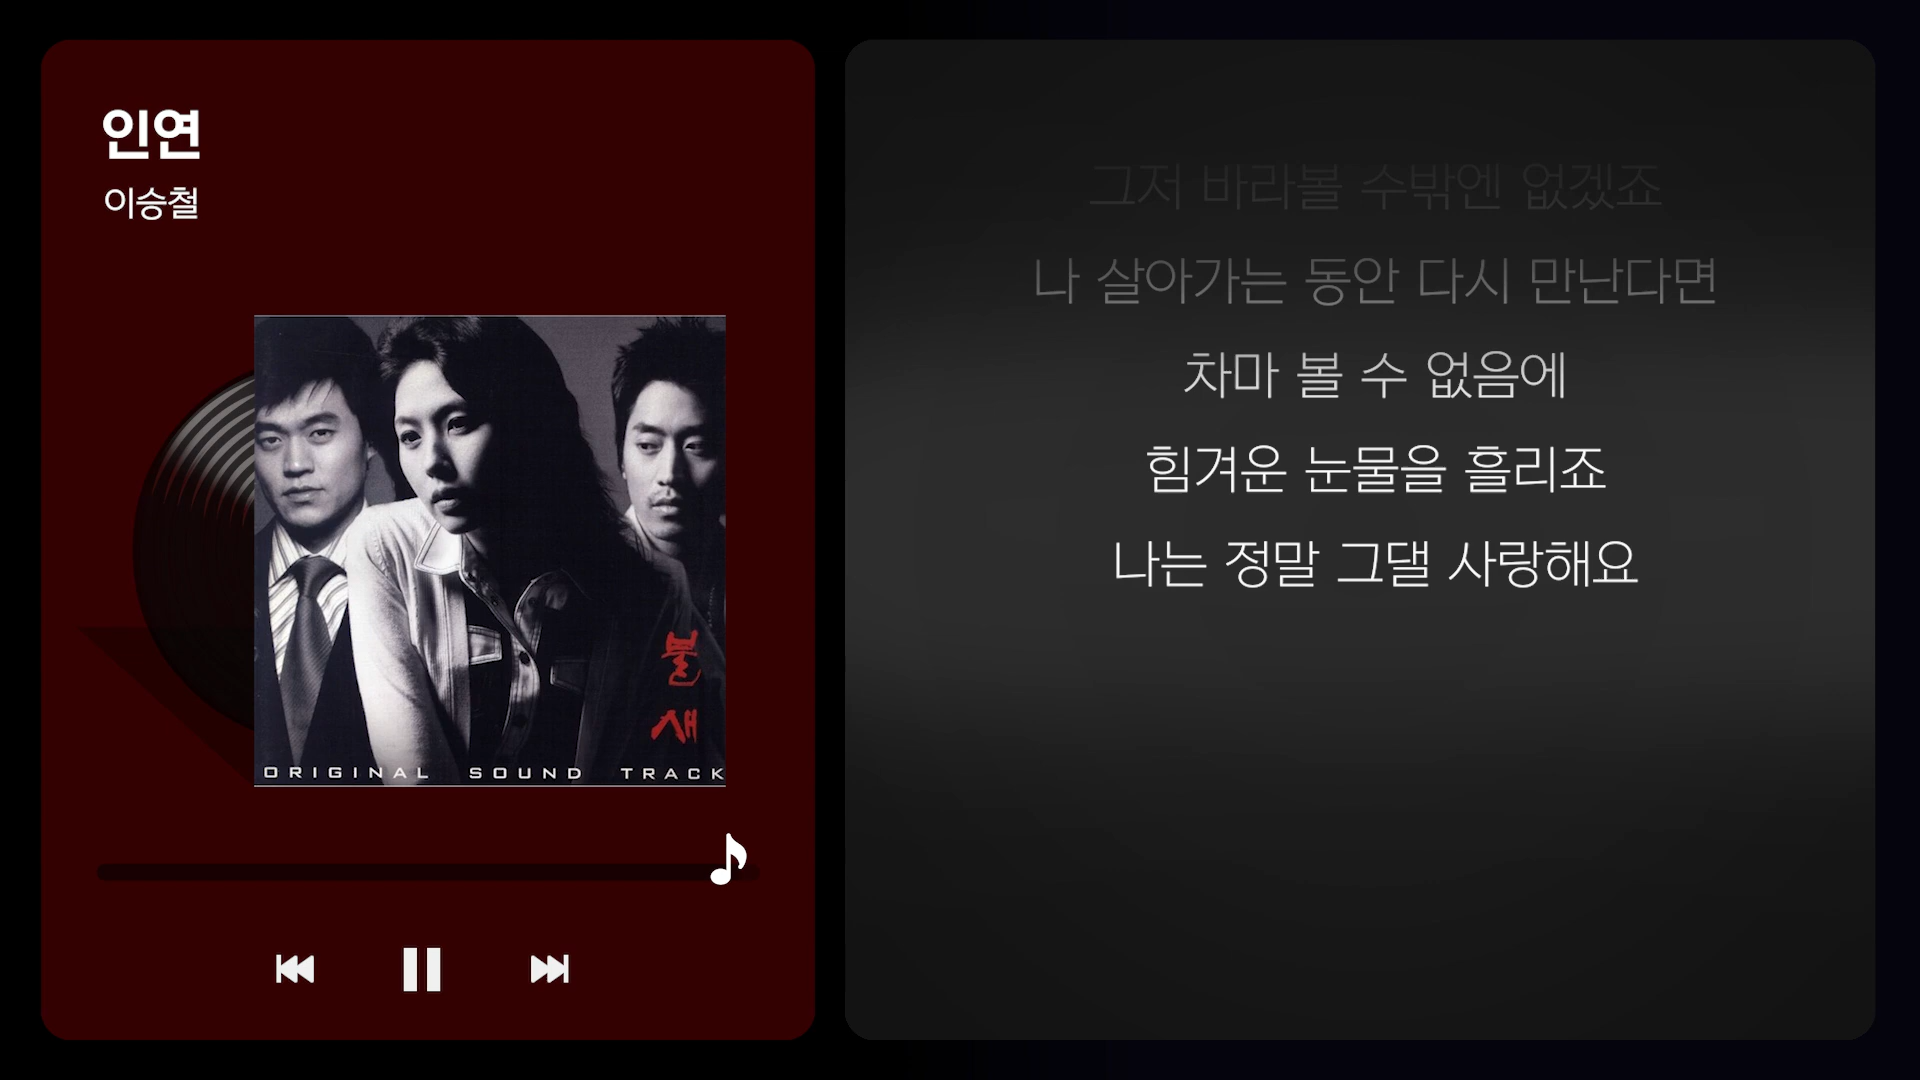 인연
이승철
불
새
ORIGINAL SOUND TRACK
그저 바라볼 수밖엔 없겠죠
나 살아가는 동안 다시 만난다면
차마 볼 수 없음에
힘겨운 눈물을 흘리죠
나는 정말 그댈 사랑해요